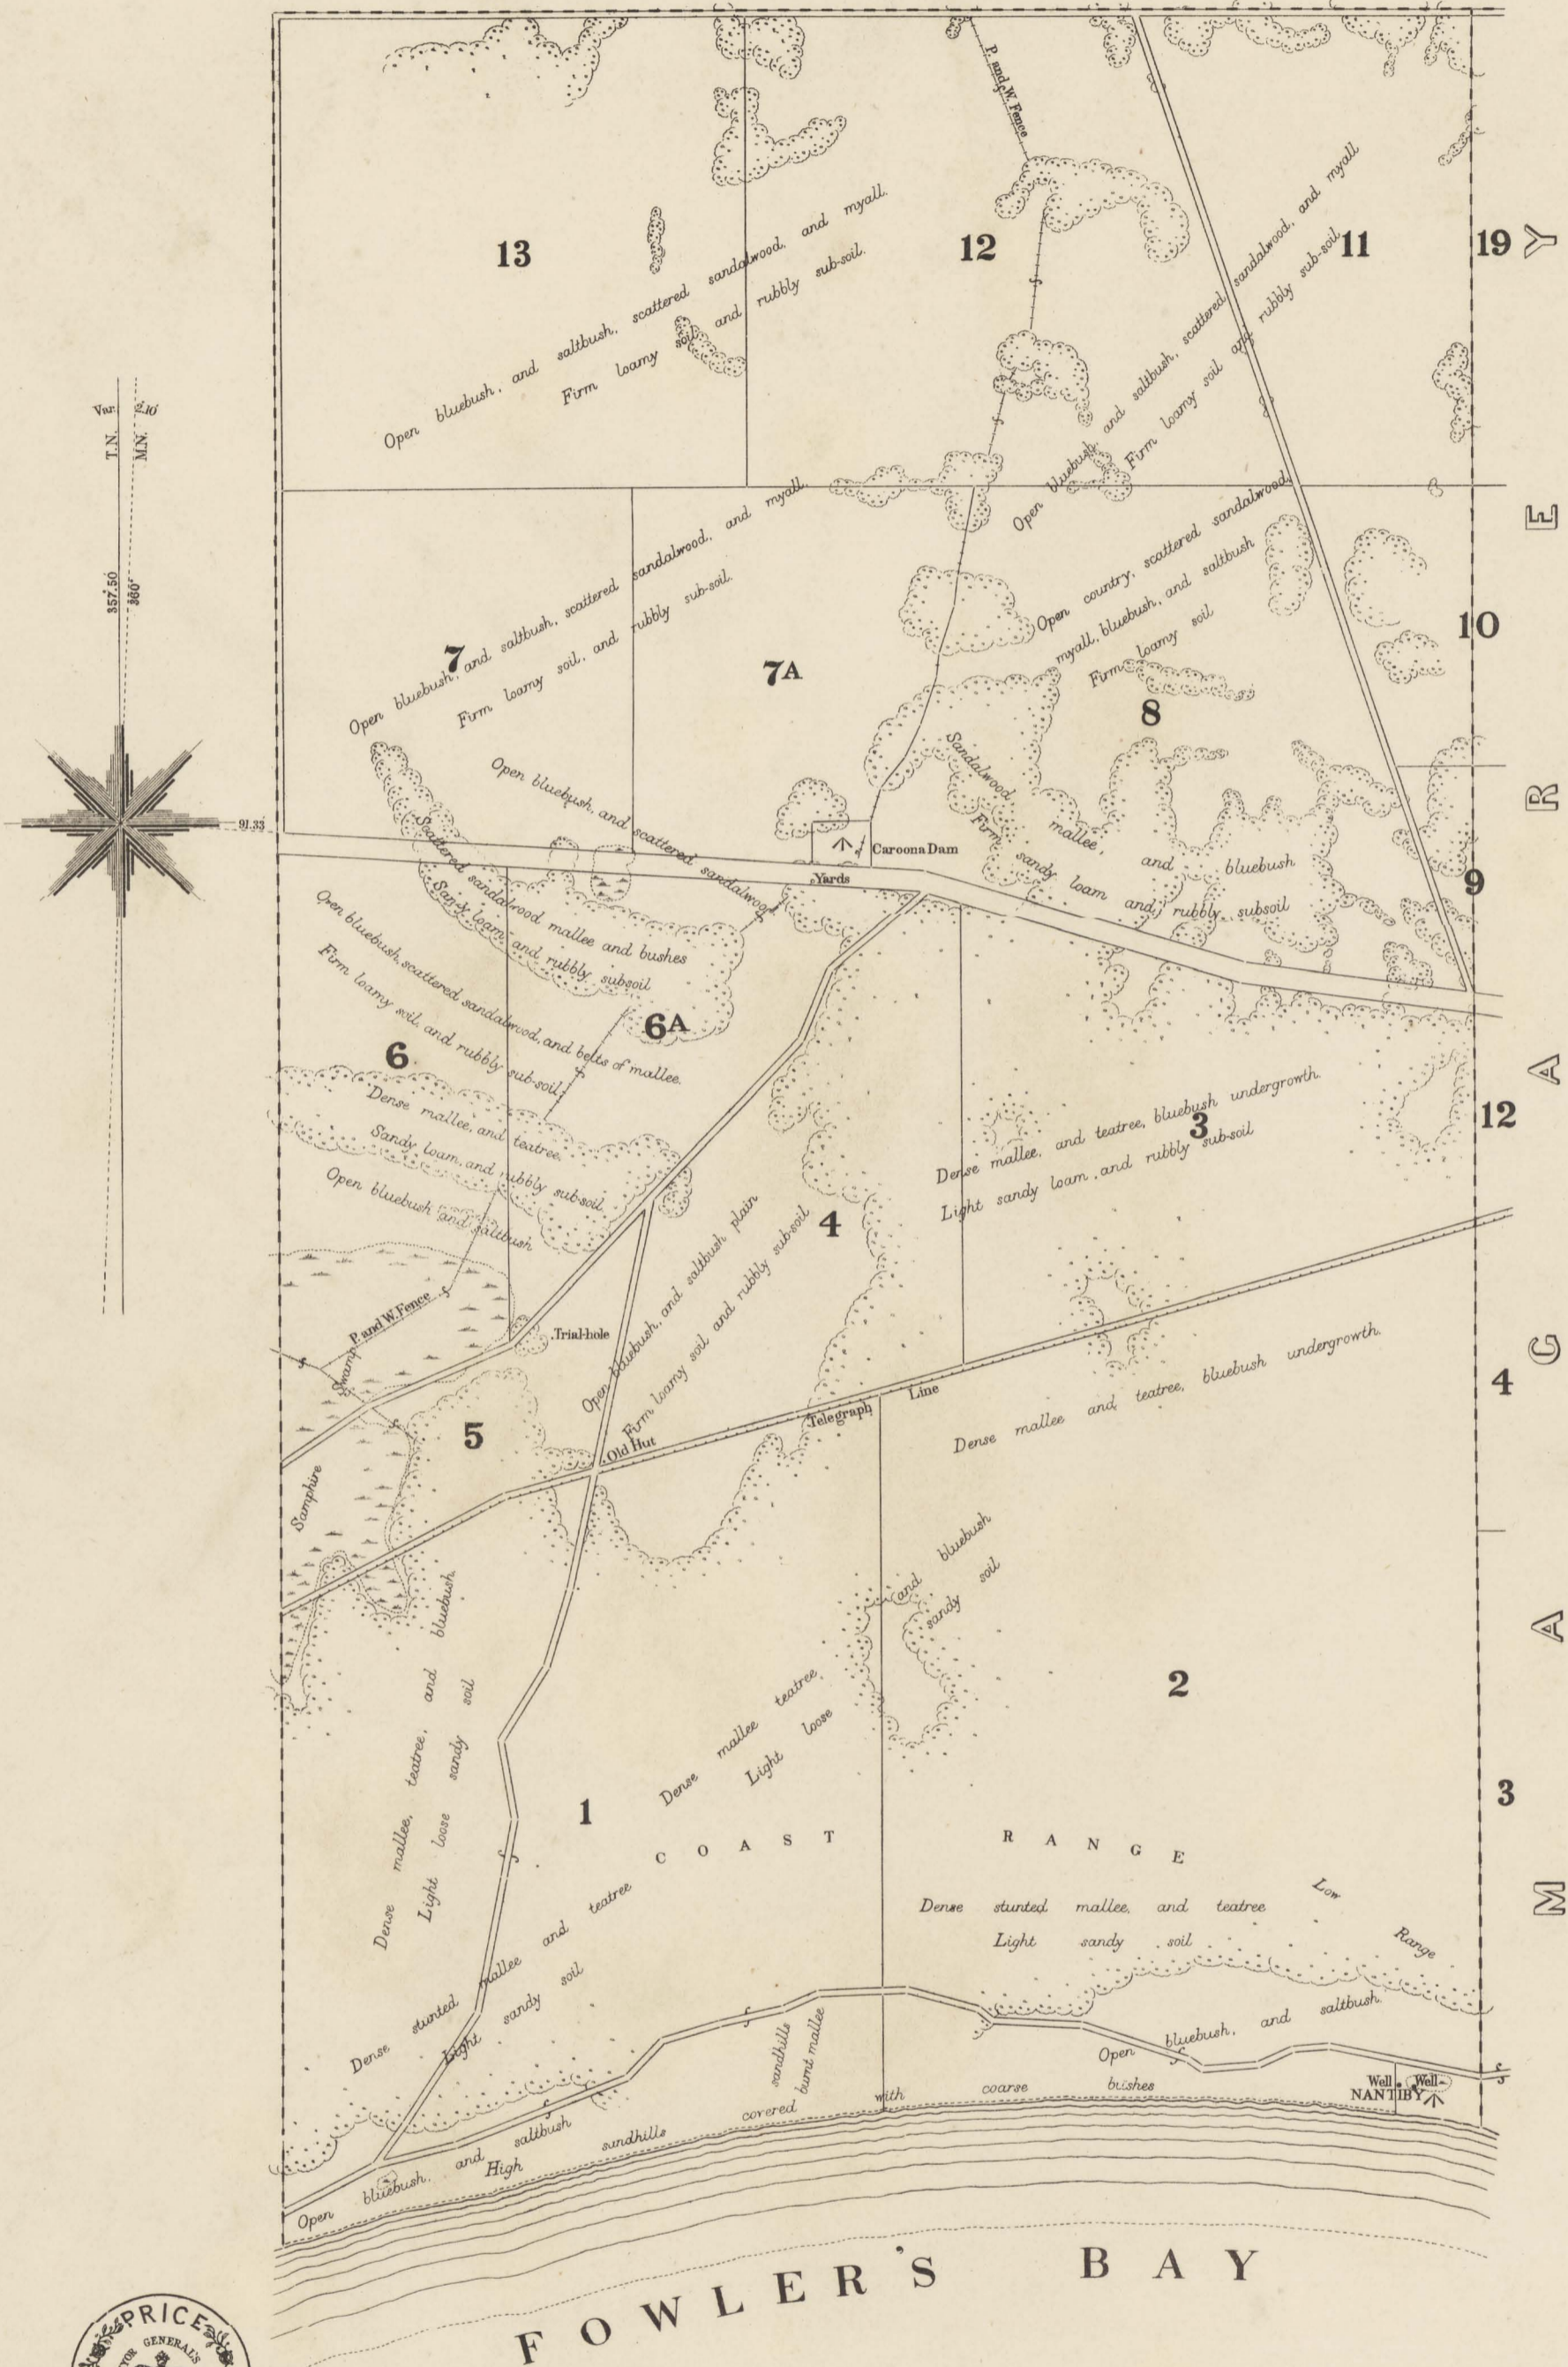 P. and W. Fence
13
12
11
19
Y
Open bluebush, and saltbush, scattered sandalwood, and myall.
Firm loamy soil, and rubbly sub-soil.
Open bluebush, and saltbush, scattered sandalwood, and myall
Firm loamy soil and rubbly sub-soil.
Var.
T.N.
M.N.
357.50
360°
91.33
E
7
7A
Open bluebush, and saltbush, scattered sandalwood, and myall.
Firm loamy soil, and rubbly sub-soil.
Open country, scattered sandalwood,
myall, bluebush, and saltbush
Firm loamy soil
8
10
R
Open bluebush, and scattered sandalwood
Caroona Dam
Yards
Sandalwood mallee, and bluebush
Firm sandy loam and rubbly subsoil
9
Scattered sandalwood mallee and bushes
Sandy loam and rubbly subsoil
Open bluebush, scattered sandalwood, and belts of mallee.
Firm loamy soil, and rubbly sub-soil.
6
6A
A
Dense mallee, and teatree.
Sandy loam, and rubbly sub-soil.
Open bluebush and saltbush
Dense mallee, and teatree, bluebush undergrowth.
Light sandy loam, and rubbly sub-soil
3
12
4
Open bluebush, and saltbush plain
Firm loamy soil and rubbly sub-soil
P. and W. Fence
Swamp
Trial-hole
Samphire
5
Old Hut
Telegraph Line
Dense mallee and teatree, bluebush undergrowth.
4
G
Dense mallee, teatree, and bluebush.
Light loose sandy soil
Dense mallee teatree, and bluebush
Light loose sandy soil
2
A
1
3
COAST RANGE
M
Dense stunted mallee, and teatree
Light sandy soil
Low Range
Dense stunted mallee and teatree
Light sandy soil
sandhills
burnt mallee
Open bluebush, and saltbush.
Well
Well
NANTIBY
Open bluebush, and saltbush
High sandhills covered with coarse bushes
FOWLER'S BAY
PRICE
GENERAL'S